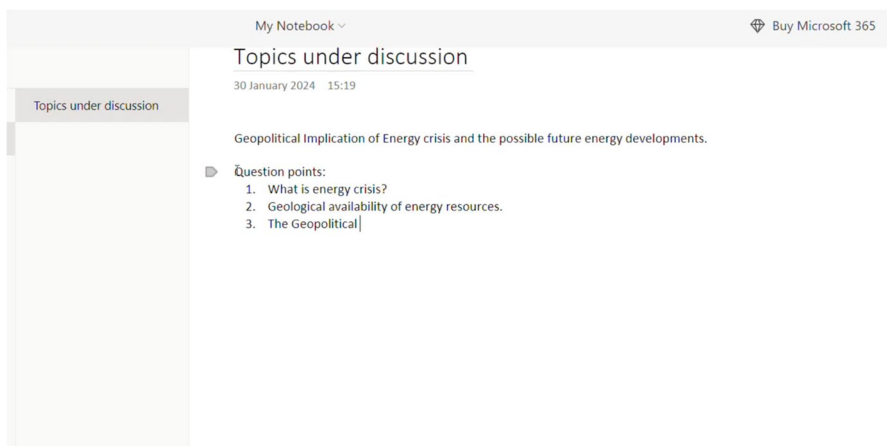 My Notebook
Buy Microsoft 365
Topics under discussion
30 January 2024 15:19
Topics under discussion
Geopolitical Implication of Energy crisis and the possible future energy developments.
Question points:
1. What is energy crisis?
2. Geological availability of energy resources.
3. The Geopolitical